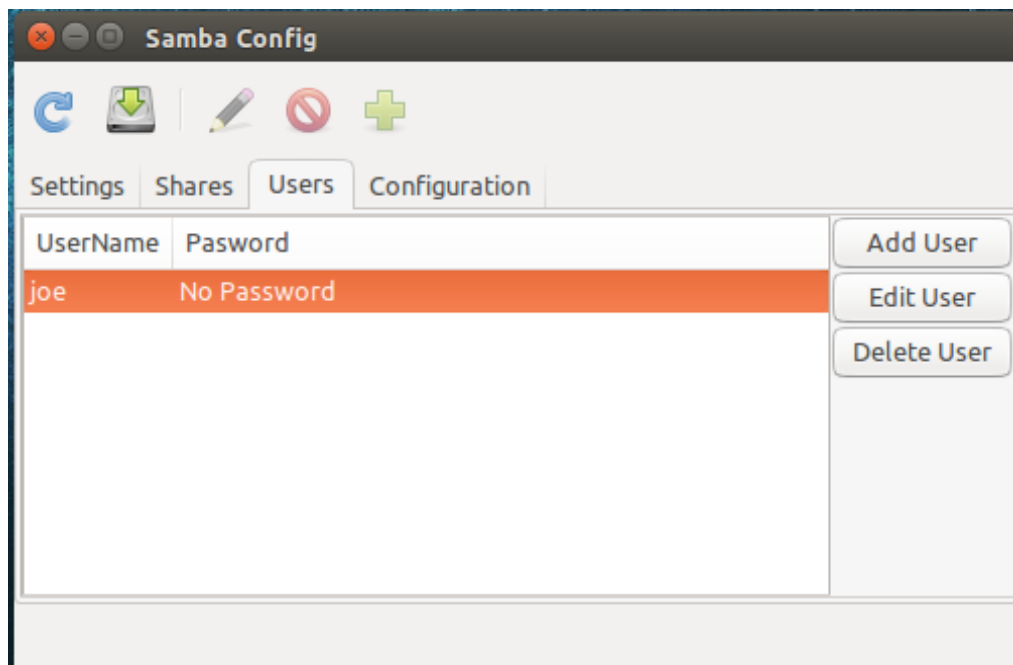 Samba Config
Settings Shares Users Configuration
UserName Pasword
joe No Password
Add User
Edit User
Delete User